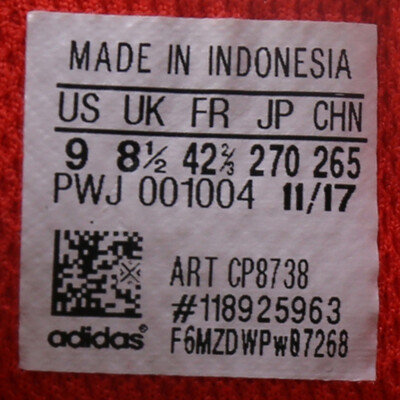 MADE IN INDONESIA
US UK FR JP CHN
9 8½ 42⅔ 270 265
PWJ 001004 11/17
ART CP8738
#118925963
adidas® F6MZDWPw07268